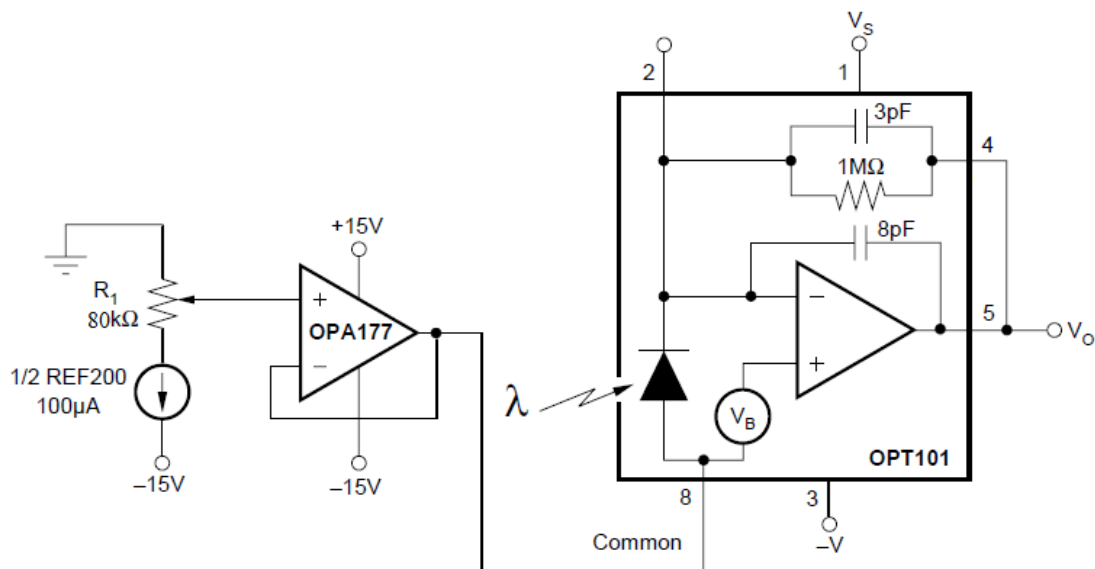 V_S
2
1
3pF
4
1MΩ
8pF
+15V
R_1
80kΩ
+
OPA177
–
–
5
V_O
+
1/2 REF200
100µA
λ
V_B
OPT101
–15V
–15V
8
3
Common
–V